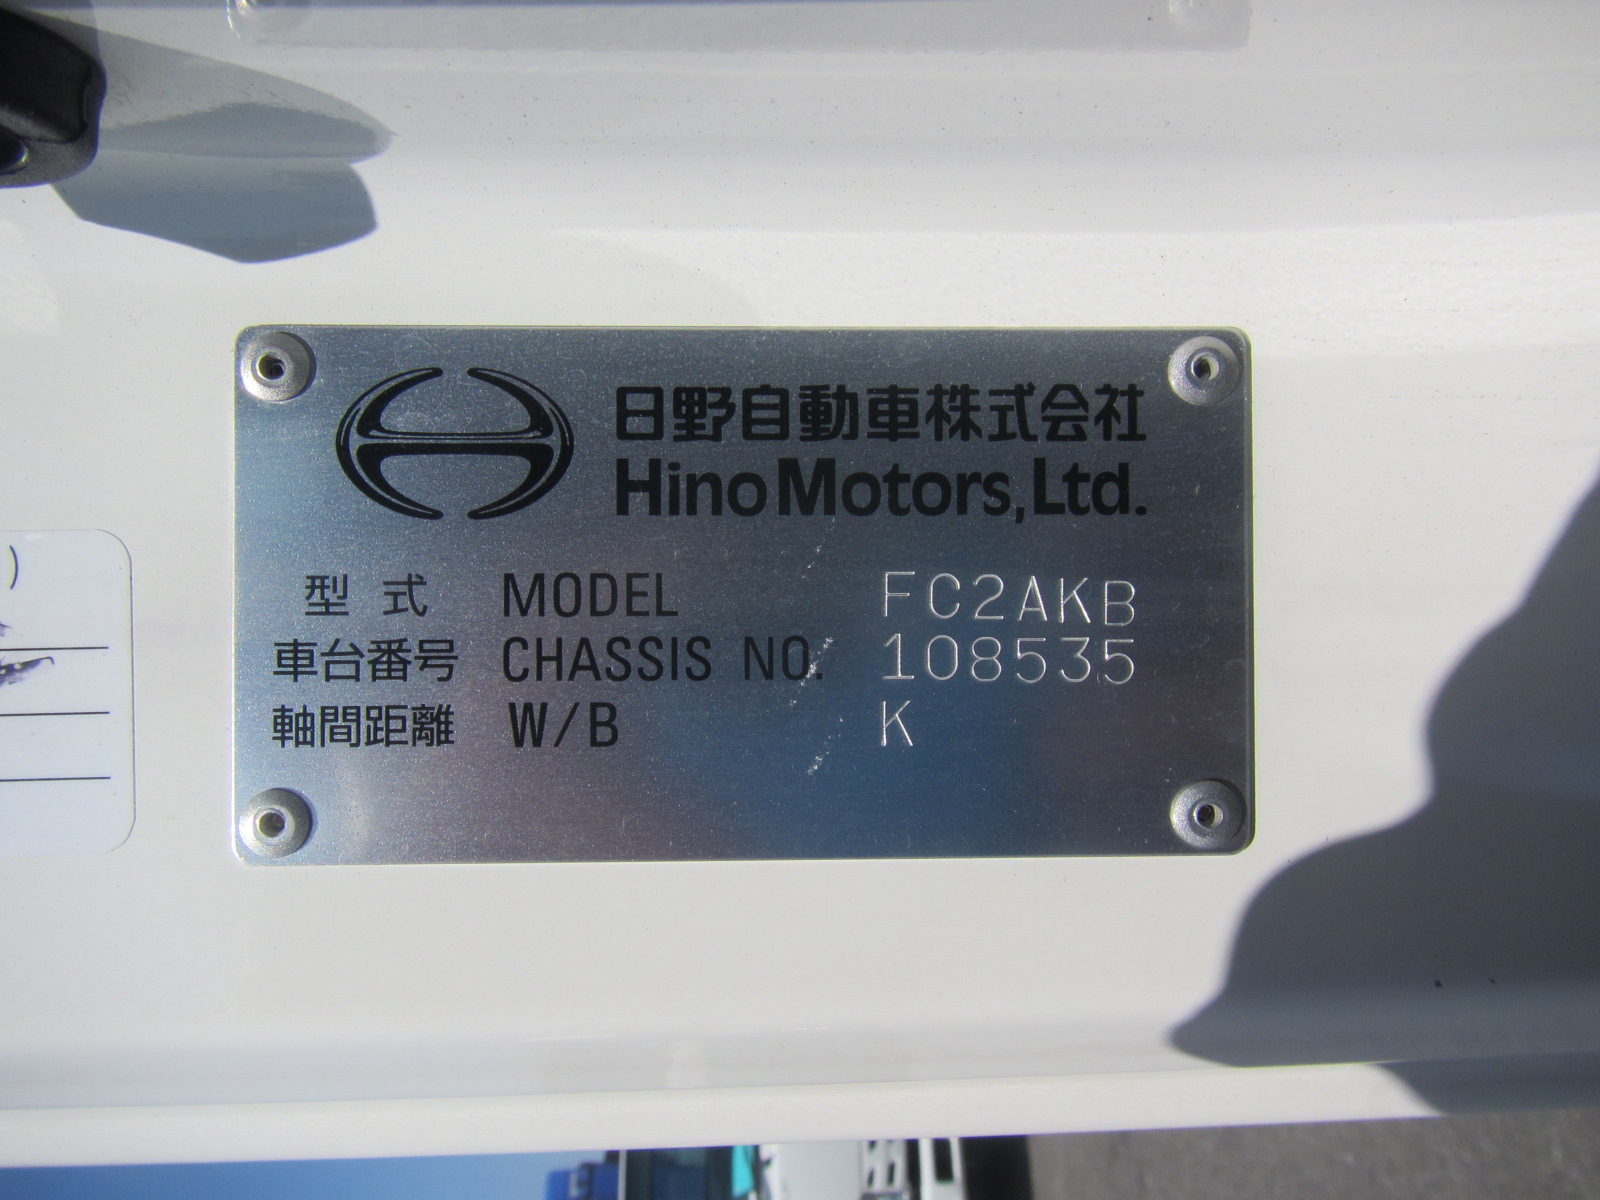 日野自動車株式会社
Hino Motors, Ltd.
型式 MODEL FC2AKB
車台番号 CHASSIS NO. 108535
軸間距離 W/B K
)